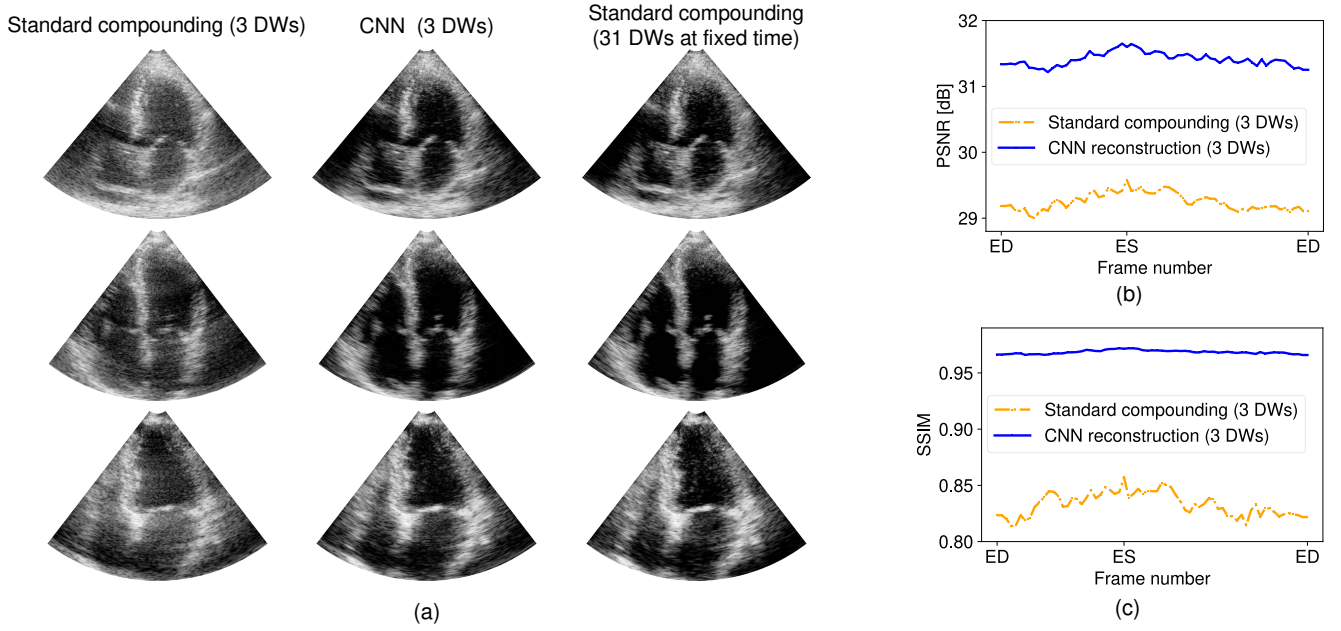 Standard compounding (3 DWs)
CNN (3 DWs)
Standard compounding
(31 DWs at fixed time)
(a)
32
31
30
29
PSNR [dB]
Standard compounding (3 DWs)
CNN reconstruction (3 DWs)
ED
ES
ED
Frame number
(b)
0.95
0.90
0.85
0.80
SSIM
Standard compounding (3 DWs)
CNN reconstruction (3 DWs)
ED
ES
ED
Frame number
(c)